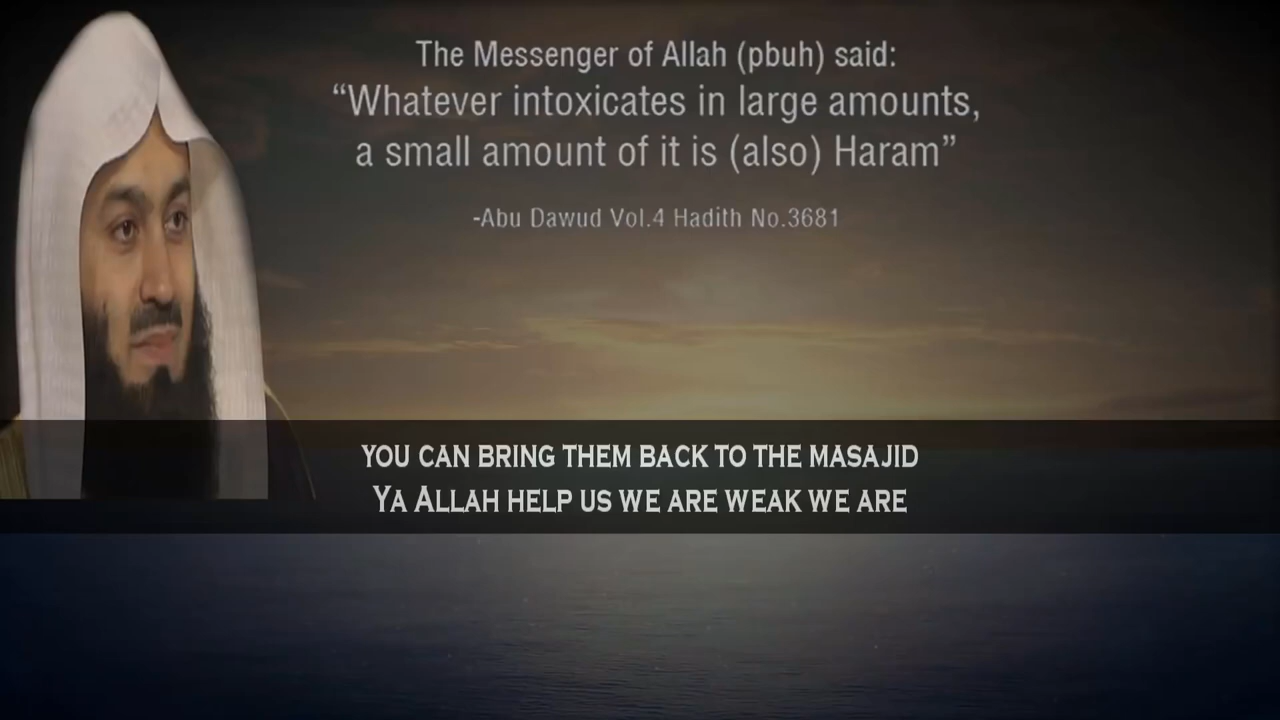 The Messenger of Allah (pbuh) said:
“Whatever intoxicates in large amounts,
a small amount of it is (also) Haram”
-Abu Dawud Vol.4 Hadith No.3681
YOU CAN BRING THEM BACK TO THE MASAJID
YA ALLAH HELP US WE ARE WEAK WE ARE